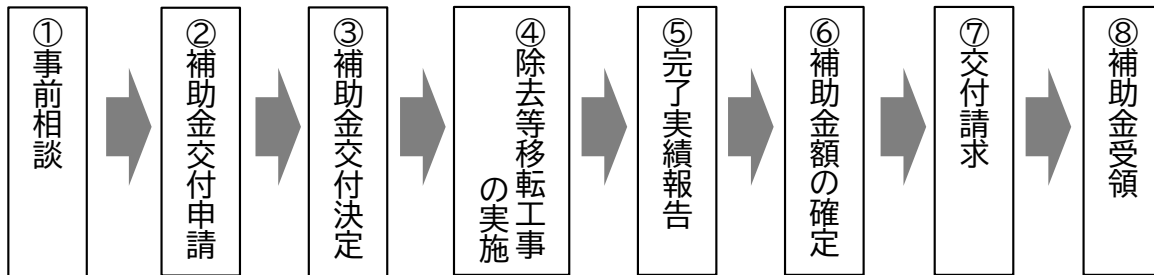 ①事前相談
②補助金交付申請
③補助金交付決定
④除去等移転工事
の実施
⑤完了実績報告
⑥補助金額の確定
⑦交付請求
⑧補助金受領